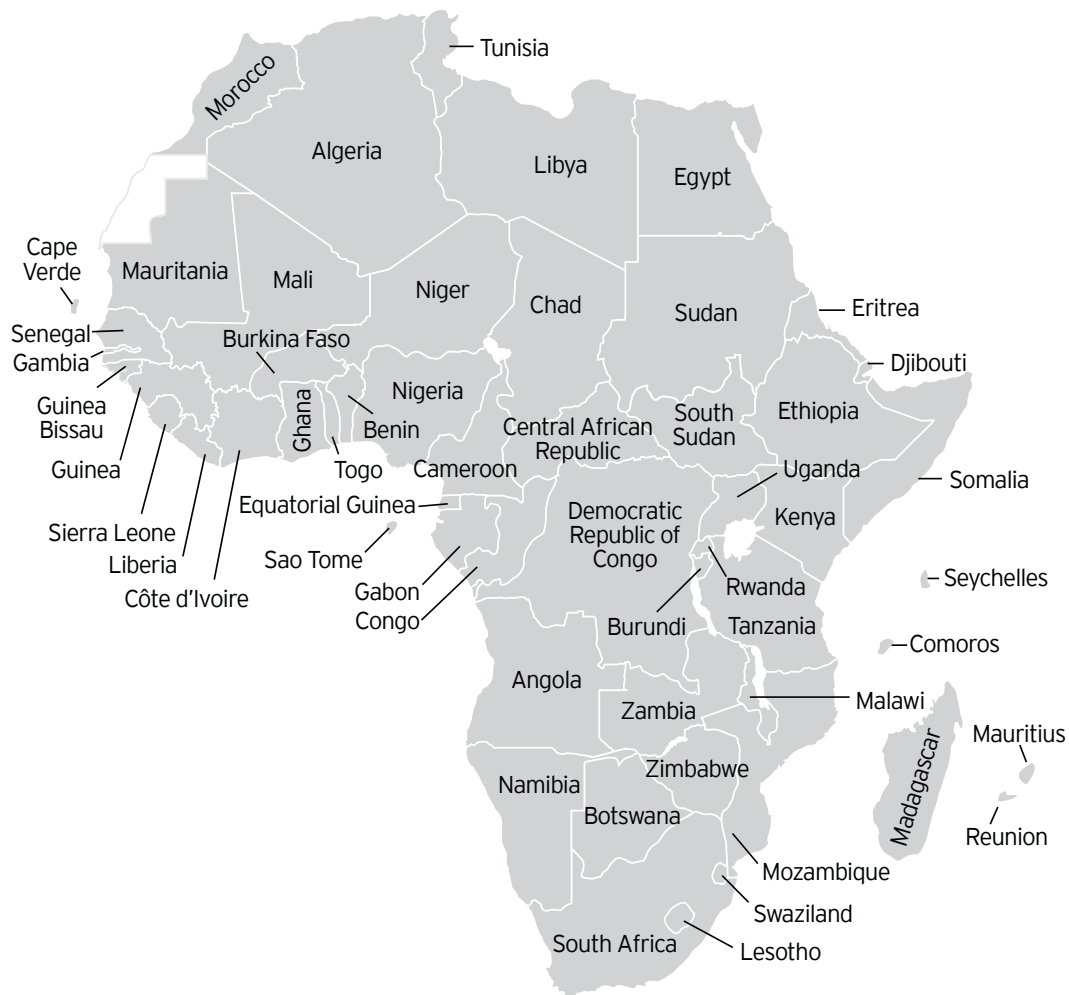 Tunisia
Morocco
Algeria
Libya
Egypt
Cape
Verde
Mauritania
Mali
Niger
Chad
Sudan
Eritrea
Senegal
Gambia
Burkina Faso
Djibouti
Guinea
Bissau
Nigeria
Ghana
Benin
Togo
Central African
Republic
South
Sudan
Ethiopia
Guinea
Cameroon
Uganda
Somalia
Equatorial Guinea
Sierra Leone
Liberia
Côte d'Ivoire
Sao Tome
Gabon
Congo
Democratic
Republic of
Congo
Kenya
Rwanda
Burundi
Tanzania
Seychelles
Comoros
Angola
Zambia
Malawi
Mauritius
Madagascar
Reunion
Namibia
Zimbabwe
Botswana
Mozambique
Swaziland
South Africa
Lesotho